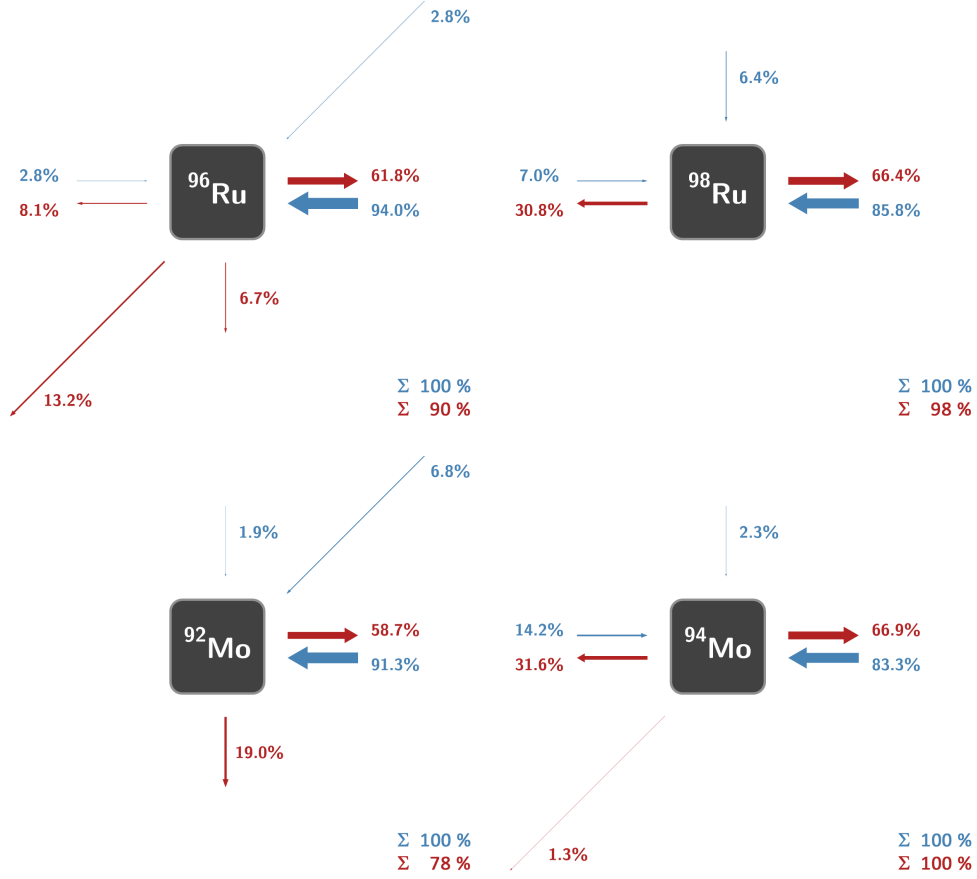 2.8%
6.4%
2.8%
8.1%
96Ru
61.8%
94.0%
7.0%
30.8%
98Ru
66.4%
85.8%
6.7%
13.2%
Σ 100 %
Σ 90 %
Σ 100 %
Σ 98 %
6.8%
1.9%
2.3%
92Mo
58.7%
91.3%
14.2%
31.6%
94Mo
66.9%
83.3%
19.0%
1.3%
Σ 100 %
Σ 78 %
Σ 100 %
Σ 100 %